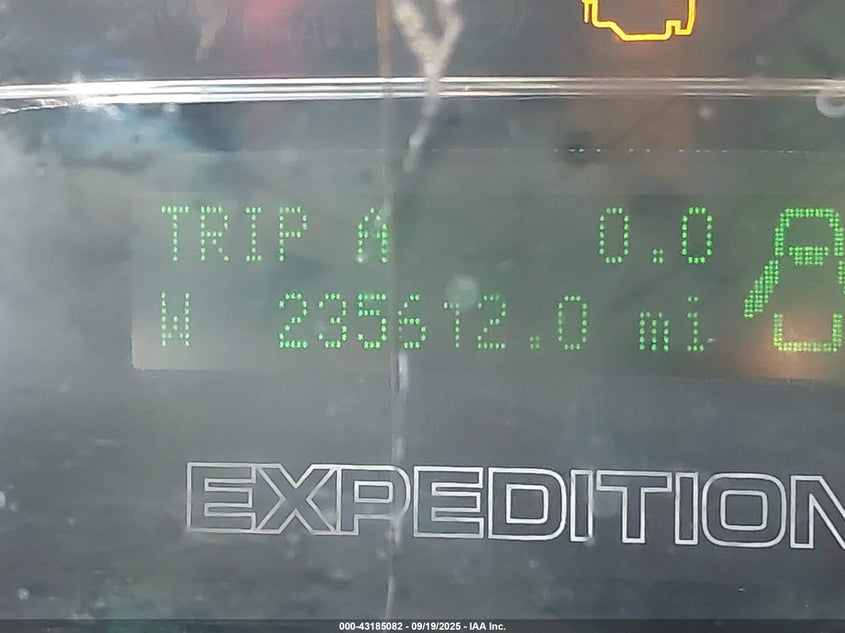 TRIP A 0.0
W 235612.0 mi
EXPEDITION
000-43185082 - 09/19/2025 - IAA Inc.